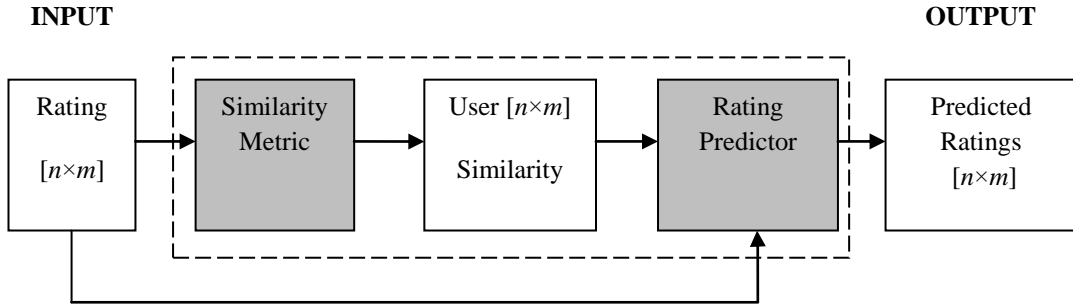 INPUT
OUTPUT
Rating
[n×m]
Similarity
Metric
User [n×m]
Similarity
Rating
Predictor
Predicted
Ratings
[n×m]